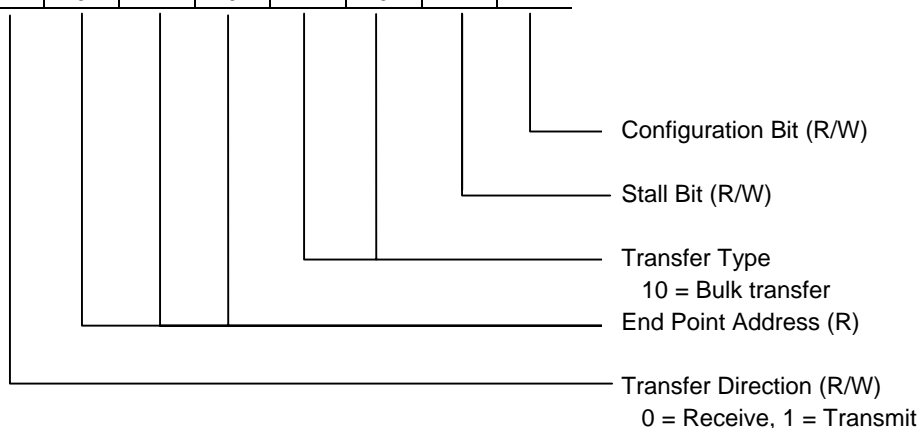 Configuration Bit (R/W)
Stall Bit (R/W)
Transfer Type
10 = Bulk transfer
End Point Address (R)
Transfer Direction (R/W)
0 = Receive, 1 = Transmit